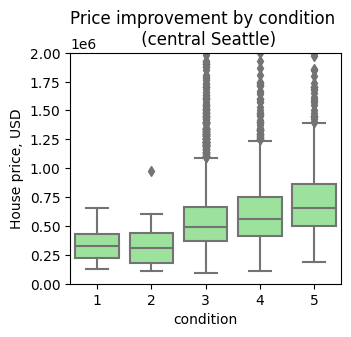 Price improvement by condition
(central Seattle)
1e6
2.00
1.75
1.50
1.25
1.00
0.75
0.50
0.25
0.00
House price, USD
1 2 3 4 5
condition